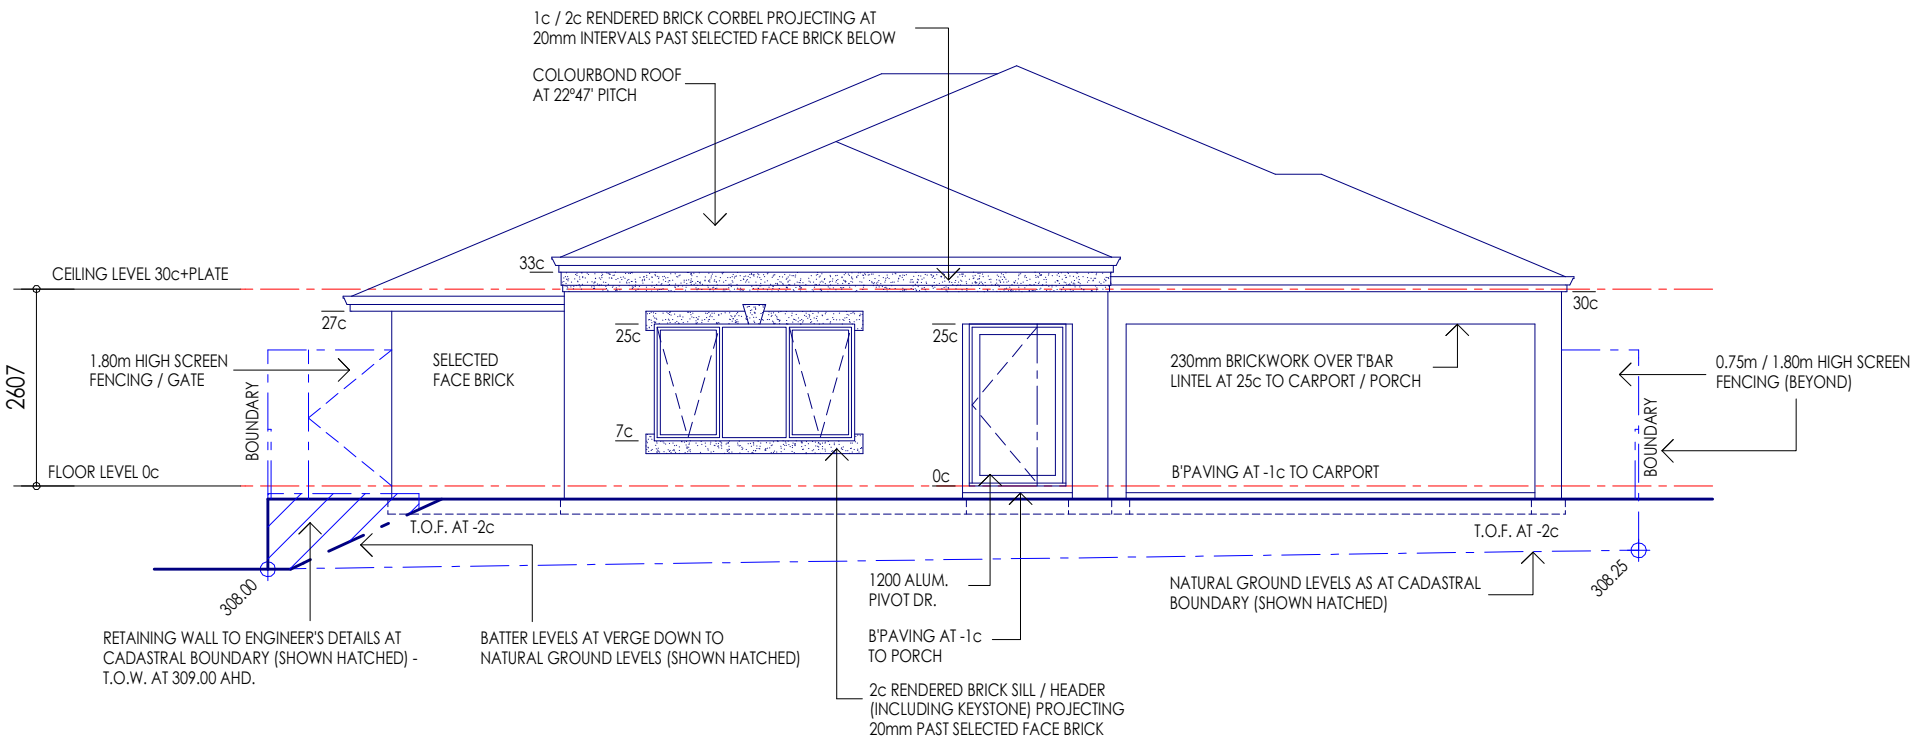 1c / 2c RENDERED BRICK CORBEL PROJECTING AT
20mm INTERVALS PAST SELECTED FACE BRICK BELOW
COLOURBOND ROOF
AT 22º47' PITCH
33c
CEILING LEVEL 30c+PLATE
30c
27c
25c
25c
SELECTED
FACE BRICK
1.80m HIGH SCREEN
FENCING / GATE
230mm BRICKWORK OVER T'BAR
LINTEL AT 25c TO CARPORT / PORCH
0.75m / 1.80m HIGH SCREEN
FENCING (BEYOND)
2607
BOUNDARY
BOUNDARY
7c
FLOOR LEVEL 0c
0c
B'PAVING AT -1c TO CARPORT
T.O.F. AT -2c
T.O.F. AT -2c
308.00
308.25
1200 ALUM.
PIVOT DR.
NATURAL GROUND LEVELS AS AT CADASTRAL
BOUNDARY (SHOWN HATCHED)
RETAINING WALL TO ENGINEER'S DETAILS AT
CADASTRAL BOUNDARY (SHOWN HATCHED) -
T.O.W. AT 309.00 AHD.
BATTER LEVELS AT VERGE DOWN TO
NATURAL GROUND LEVELS (SHOWN HATCHED)
B'PAVING AT -1c
TO PORCH
2c RENDERED BRICK SILL / HEADER
(INCLUDING KEYSTONE) PROJECTING
20mm PAST SELECTED FACE BRICK